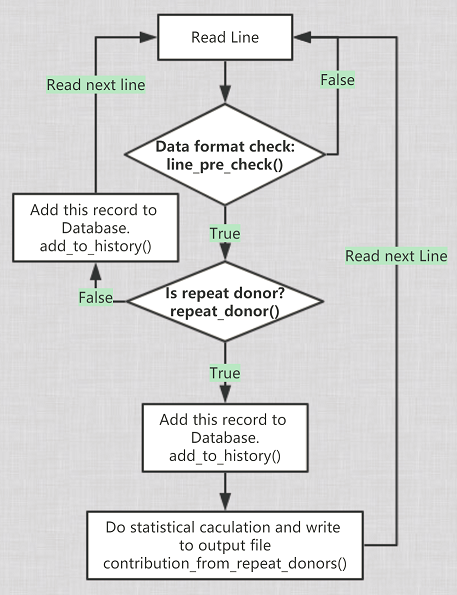 Read Line
False
Read next line
Data format check:
line_pre_check()
Add this record to
Database.
add_to_history()
True
Read next Line
Is repeat donor?
repeat_donor()
False
True
Add this record to
Database.
add_to_history()
Do statistical caculation and write
to output file
contribution_from_repeat_donors()